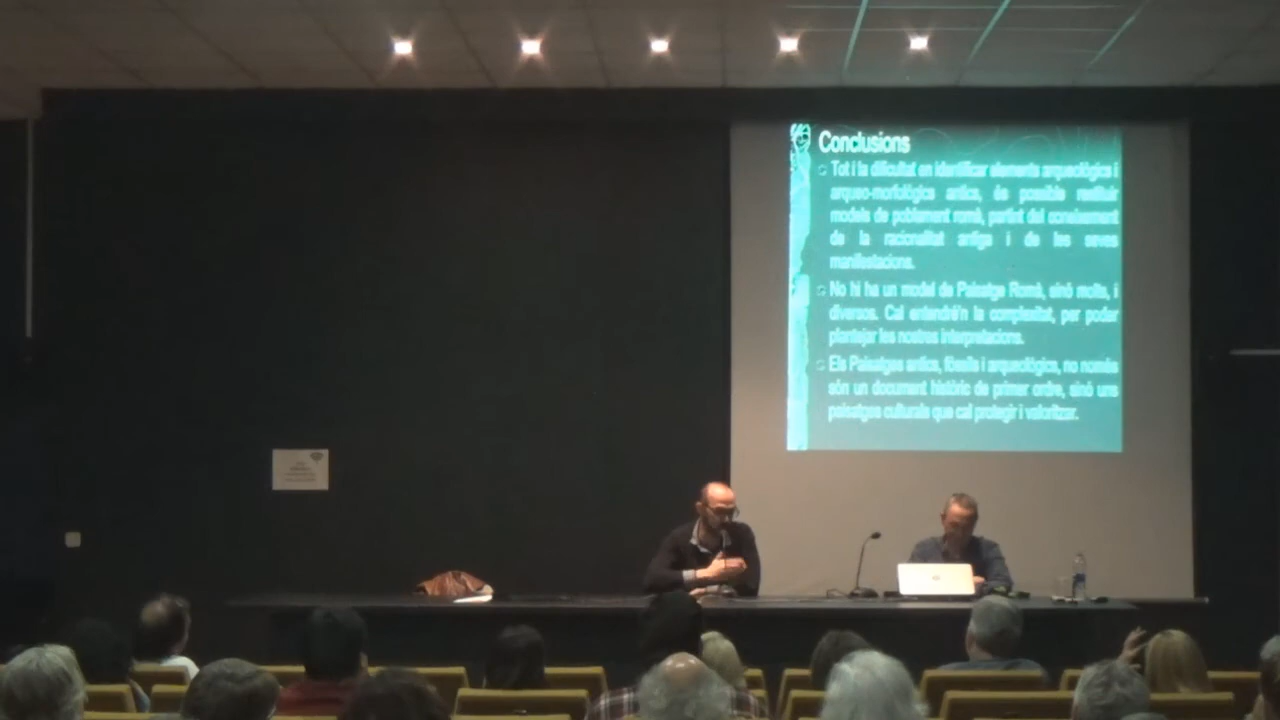 Conclusions
Tot i la dificultat en identificar elements arqueològics i
arqueo-morfològics antics, és possible restituir
models de poblament romà, partint del coneixement
de la racionalitat antiga i de les seves
manifestacions.
No hi ha un model de Paisatge Romà, sinó molts, i
diversos. Cal entendre'n la complexitat, per poder
plantejar les nostres interpretacions.
Els Paisatges antics, fòssils i arqueològics, no només
són un document històric de primer ordre, sinó uns
paisatges culturals que cal protegir i valoritzar.